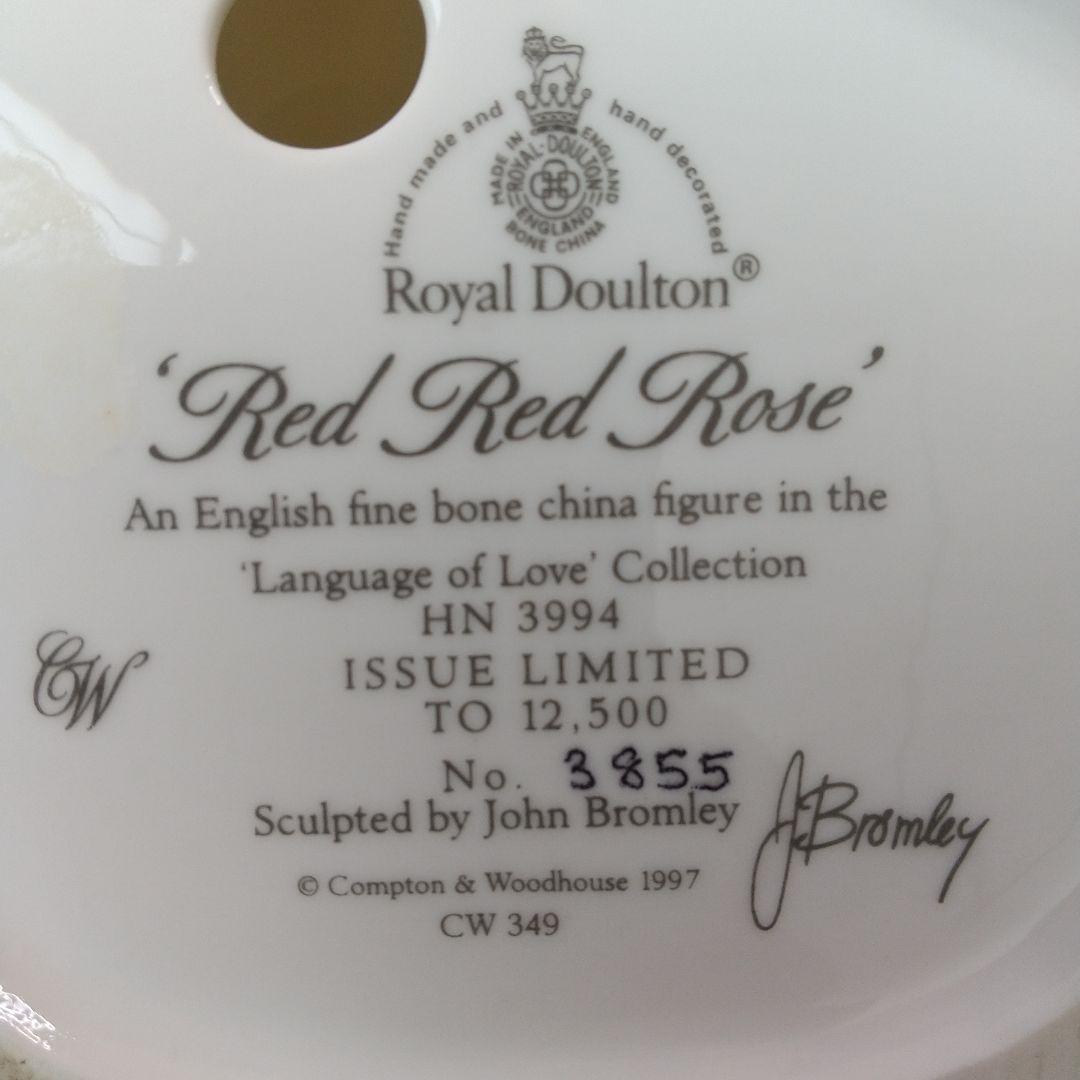 Hand made and hand decorated
MADE IN ENGLAND
ROYAL·DOULTON
ENGLAND
BONE CHINA
Royal Doulton®
'Red Red Rose'
An English fine bone china figure in the
'Language of Love' Collection
HN 3994
CW
ISSUE LIMITED
TO 12,500
No. 3855
Sculpted by John Bromley
J. Bromley
© Compton & Woodhouse 1997
CW 349